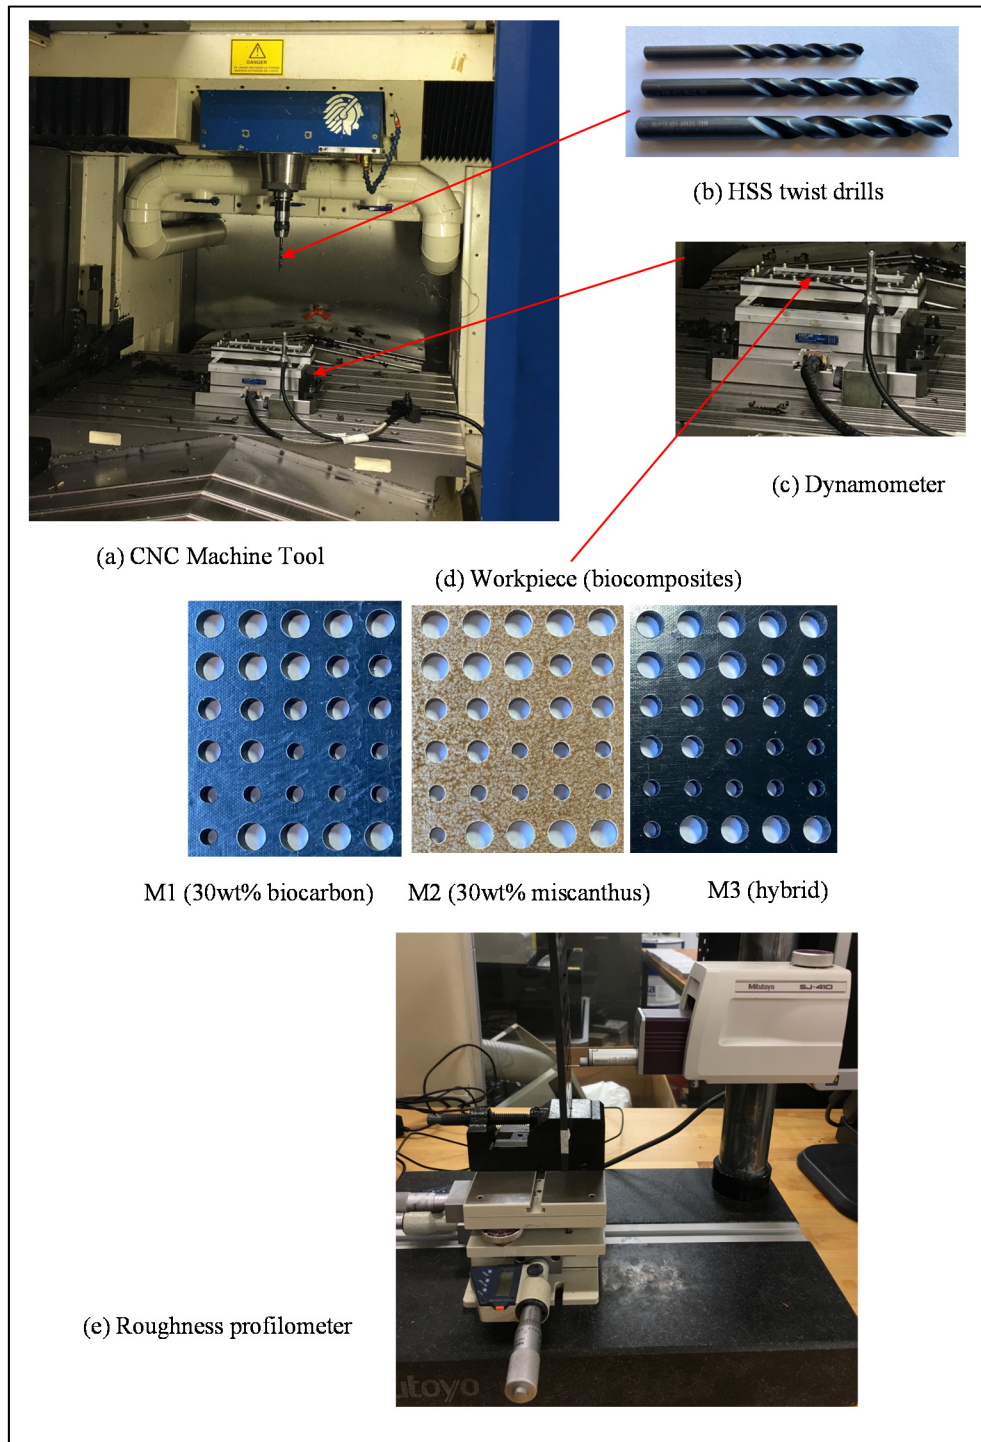 DANGER
(b) HSS twist drills
(c) Dynamometer
(a) CNC Machine Tool
(d) Workpiece (biocomposites)
M1 (30wt% biocarbon)
M2 (30wt% miscanthus)
M3 (hybrid)
Mitutoyo
SJ-410
(e) Roughness profilometer
utoyo